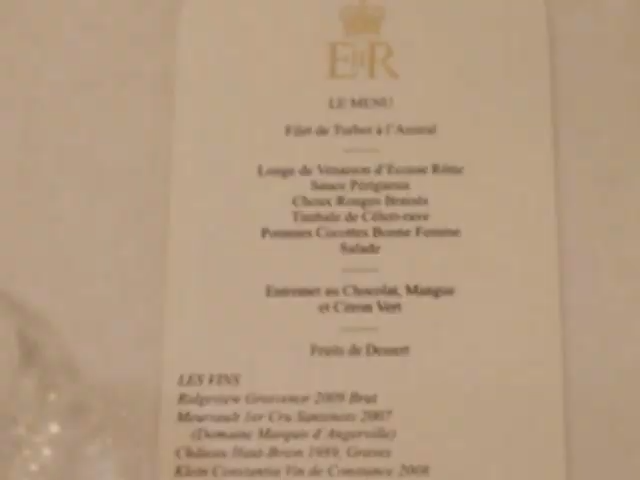 EIIR
LE MENU
Filet de Turbot à l'Amiral
Longe de Venaison d'Ecosse Rôtie
Sauce Périgueux
Choux Rouges Braisés
Timbale de Céleri-rave
Pommes Cocottes Bonne Femme
Salade
Entremet au Chocolat, Mangue
et Citron Vert
Fruits de Dessert
LES VINS
Ridgeview Grosvenor 2009 Brut
Meursault 1er Cru Santenots 2007
(Domaine Marquis d'Angerville)
Château Haut-Brion 1989, Graves
Klein Constantia Vin de Constance 2008